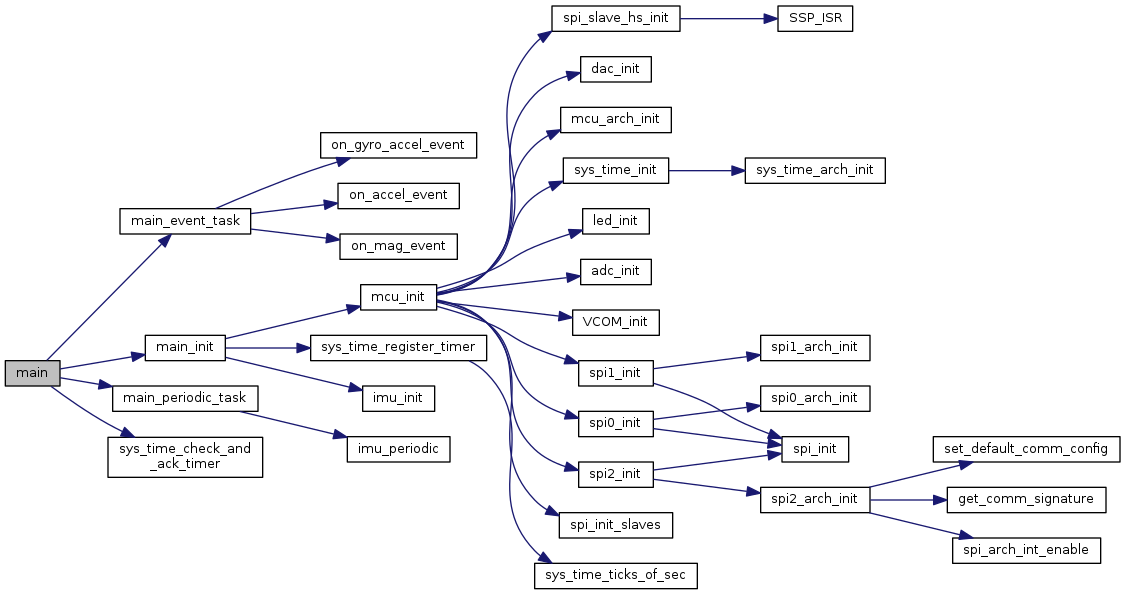 spi_slave_hs_init
SSP_ISR
dac_init
mcu_arch_init
on_gyro_accel_event
sys_time_init
sys_time_arch_init
on_accel_event
main_event_task
led_init
on_mag_event
adc_init
mcu_init
VCOM_init
main_init
sys_time_register_timer
spi1_arch_init
main
spi1_init
main_periodic_task
imu_init
spi0_arch_init
spi0_init
sys_time_check_and
_ack_timer
imu_periodic
spi_init
set_default_comm_config
spi2_init
spi2_arch_init
get_comm_signature
spi_init_slaves
spi_arch_int_enable
sys_time_ticks_of_sec